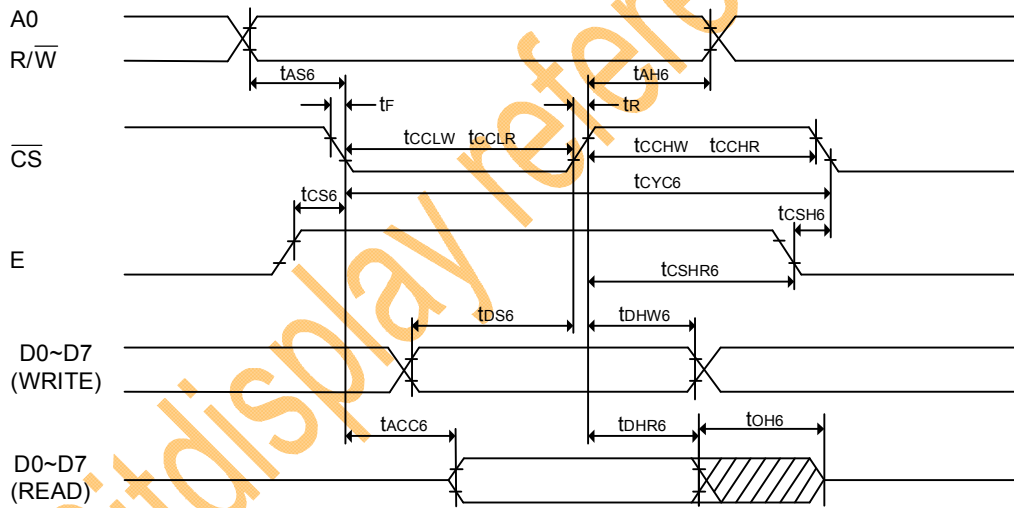 A0
R/W̅
tAS6
tAH6
tF
tR
C̅S̅
tCCLW tCCLR
tCCHW tCCHR
tCYC6
tCS6
tCSH6
E
tCSHR6
tDS6
tDHW6
D0~D7
(WRITE)
tACC6
tDHR6
tOH6
D0~D7
(READ)